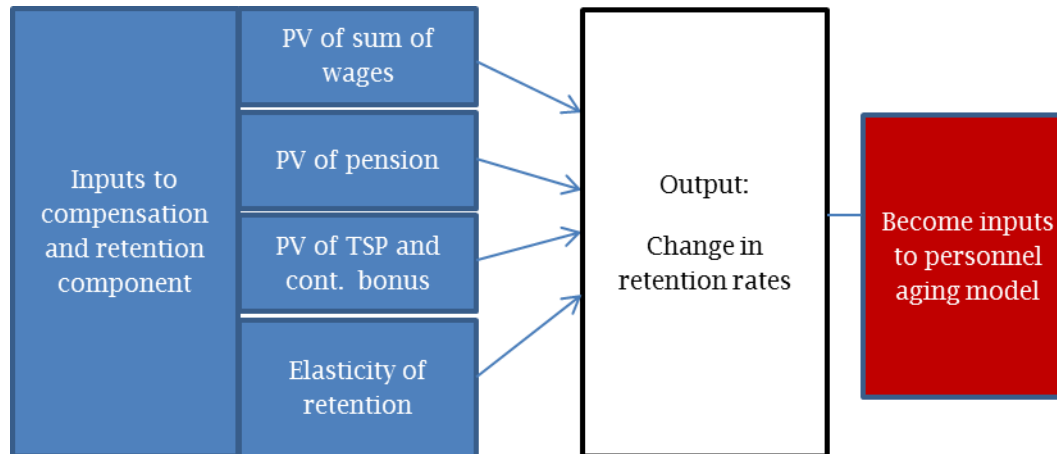 Inputs to
compensation
and retention
component
PV of sum of
wages
PV of pension
PV of TSP and
cont. bonus
Elasticity of
retention
Output:
Change in
retention rates
Become inputs
to personnel
aging model